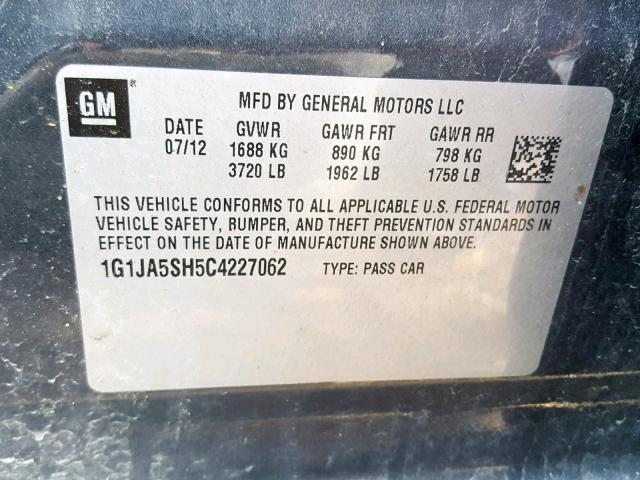 GM ®
MFD BY GENERAL MOTORS LLC
DATE GVWR GAWR FRT GAWR RR
07/12 1688 KG 890 KG 798 KG
3720 LB 1962 LB 1758 LB
THIS VEHICLE CONFORMS TO ALL APPLICABLE U.S. FEDERAL MOTOR
VEHICLE SAFETY, BUMPER, AND THEFT PREVENTION STANDARDS IN
EFFECT ON THE DATE OF MANUFACTURE SHOWN ABOVE.
1G1JA5SH5C4227062 TYPE: PASS CAR